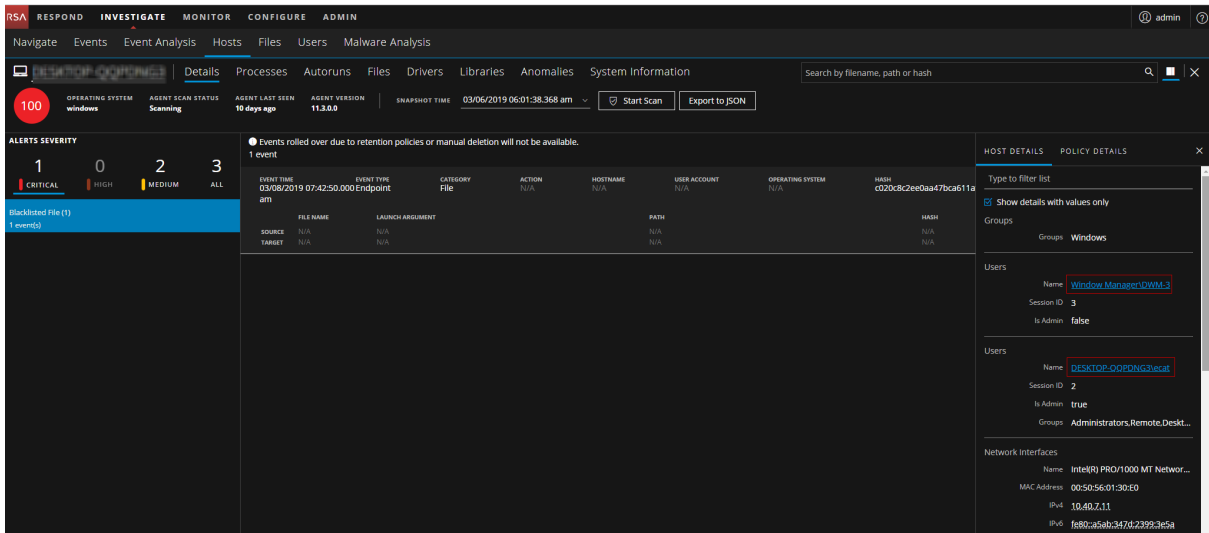 RSA RESPOND INVESTIGATE MONITOR CONFIGURE ADMIN admin
Navigate Events Event Analysis Hosts Files Users Malware Analysis
Details Processes Autoruns Files Drivers Libraries Anomalies System Information Search by filename, path or hash
100
OPERATING SYSTEM AGENT SCAN STATUS AGENT LAST SEEN AGENT VERSION
windows Scanning 10 days ago 11.3.0.0
SNAPSHOT TIME 03/06/2019 06:01:38.368 am Start Scan Export to JSON
ALERTS SEVERITY
1 0 2 3
CRITICAL HIGH MEDIUM ALL
Blacklisted File (1)
1 event(s)
Events rolled over due to retention policies or manual deletion will not be available.
1 event
EVENT TIME EVENT TYPE CATEGORY ACTION HOSTNAME USER ACCOUNT OPERATING SYSTEM HASH
03/08/2019 07:42:50.000 Endpoint File N/A N/A N/A N/A c020c8c2ee0aa47bca611a
am
FILE NAME LAUNCH ARGUMENT PATH HASH
SOURCE N/A N/A N/A N/A
TARGET N/A N/A N/A N/A
HOST DETAILS POLICY DETAILS
Type to filter list
Show details with values only
Groups
Groups Windows
Users
Name Window Manager\DWM-3
Session ID 3
Is Admin false
Users
Name DESKTOP-QQPDNG3\ecat
Session ID 2
Is Admin true
Groups Administrators,Remote,Deskt...
Network Interfaces
Name Intel(R) PRO/1000 MT Networ...
MAC Address 00:50:56:01:30:E0
IPv4 10.40.7.11
IPv6 fe80::a5ab:347d:2399:3e5a